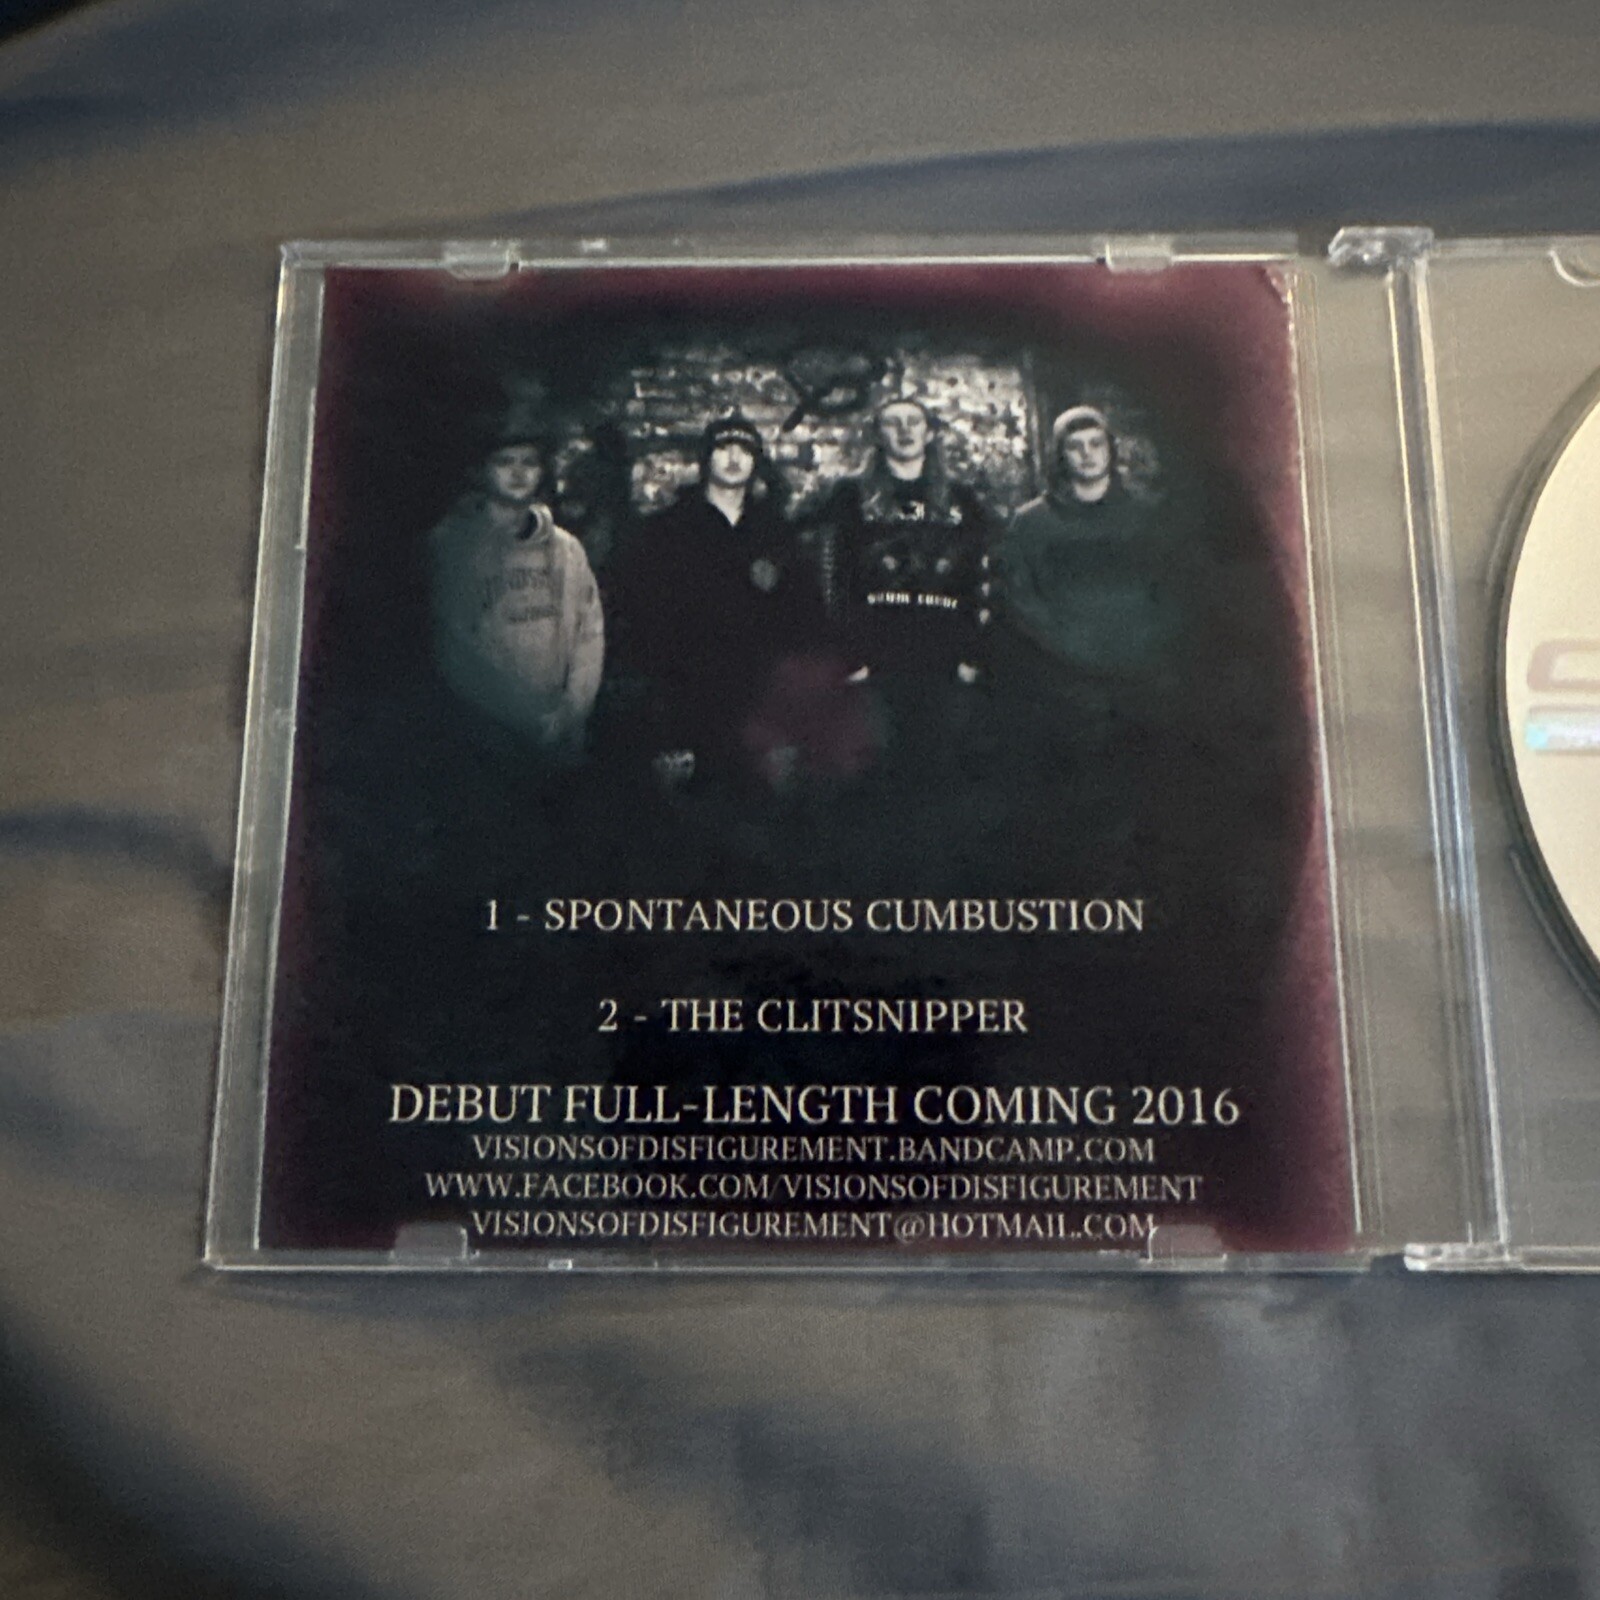 1 - SPONTANEOUS CUMBUSTION
2 - THE CLITSNIPPER
DEBUT FULL-LENGTH COMING 2016
VISIONSOFDISFIGUREMENT.BANDCAMP.COM
WWW.FACEBOOK.COM/VISIONSOFDISFIGUREMENT
VISIONSOFDISFIGUREMENT@HOTMAIL.COM